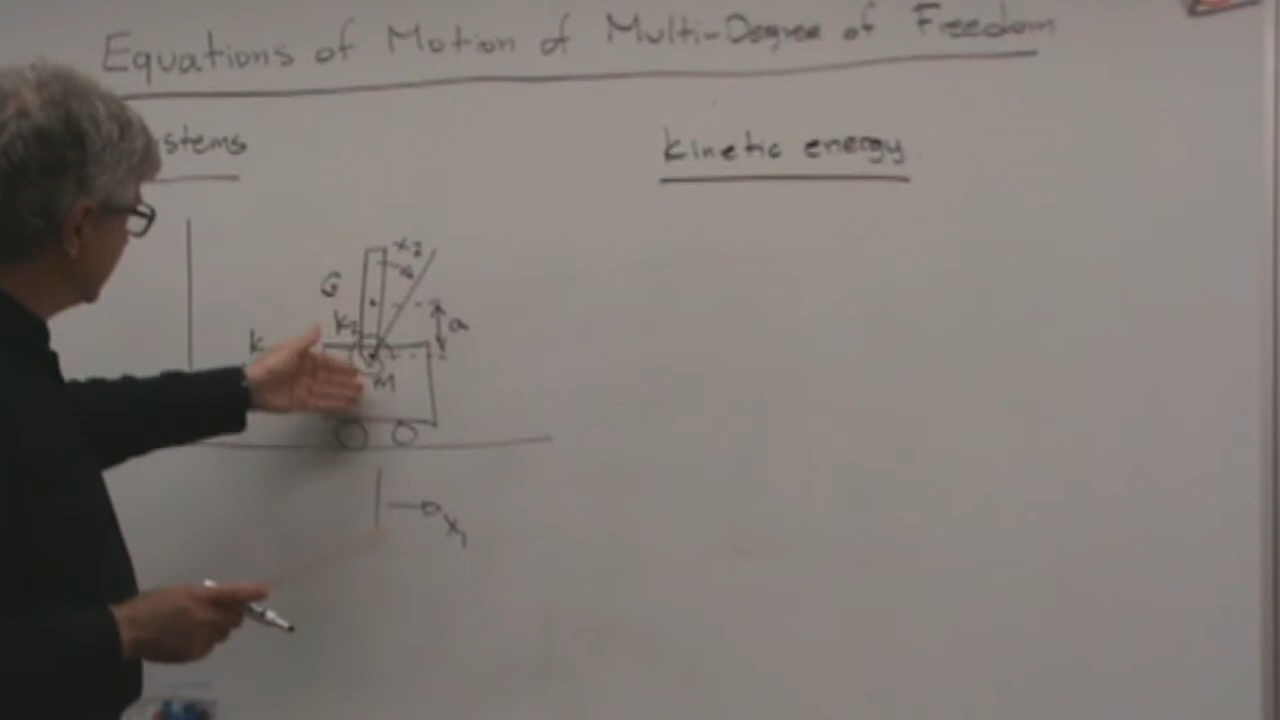 Equations of Motion of Multi-Degree of Freedom
stems
Kinetic energy
x2
G
k2
a
k
M
x1